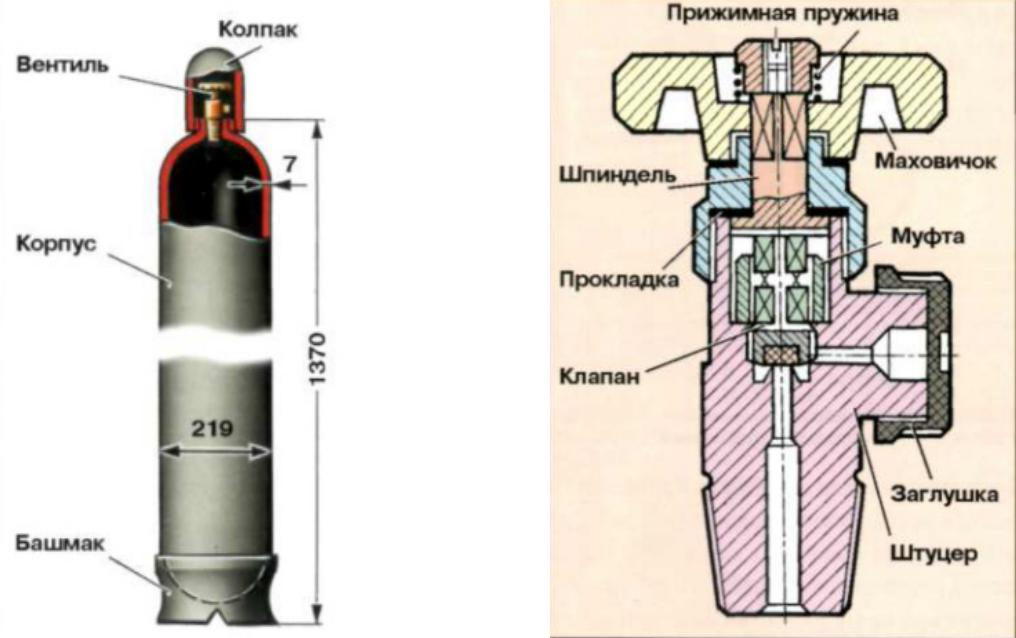 Колпак
Вентиль
7
Корпус
1370
219
Башмак
Прижимная пружина
Маховичок
Шпиндель
Муфта
Прокладка
Клапан
Заглушка
Штуцер